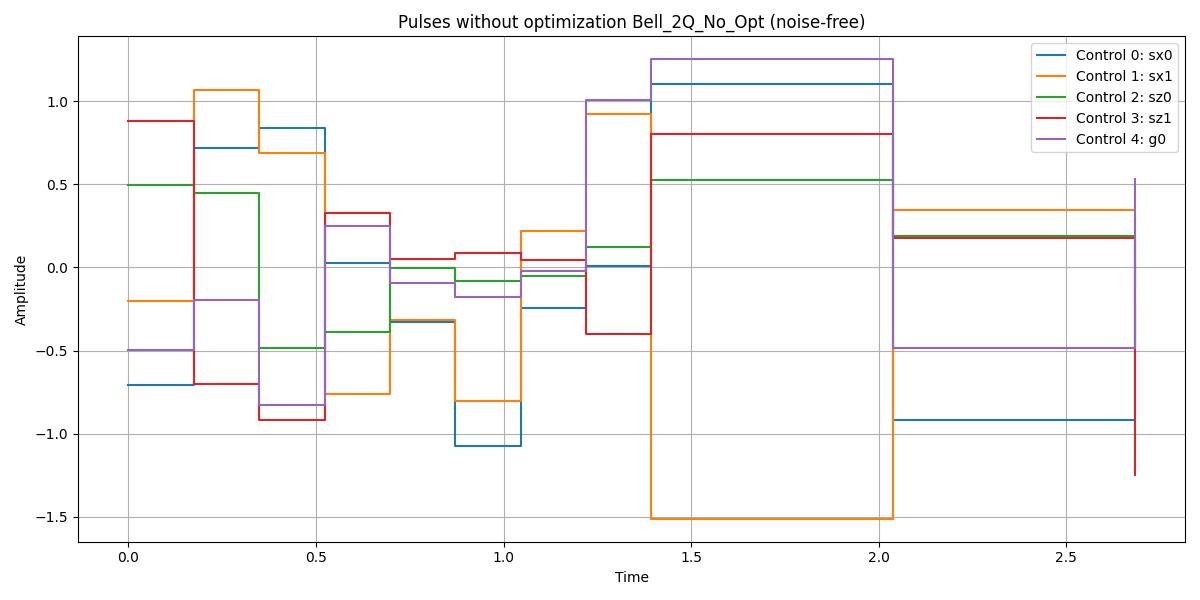 Pulses without optimization Bell_2Q_No_Opt (noise-free)
Control 0: sx0
Control 1: sx1
Control 2: sz0
Control 3: sz1
Control 4: g0
Amplitude
1.0
0.5
0.0
−0.5
−1.0
−1.5
0.0
0.5
1.0
1.5
2.0
2.5
Time